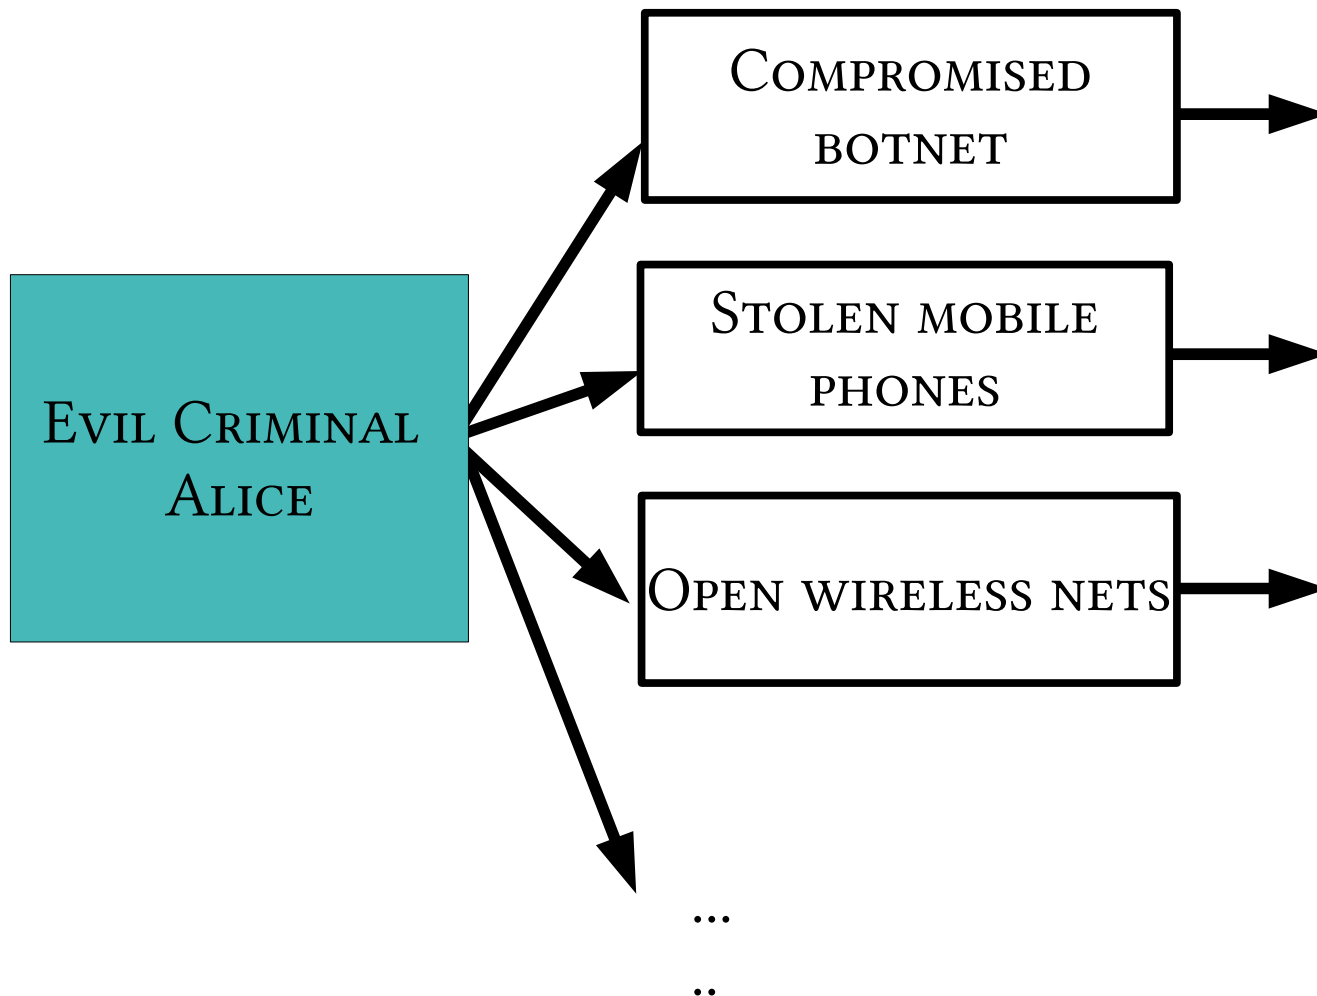 Compromised
botnet
Stolen mobile
phones
Evil Criminal
Alice
Open wireless nets
...
..